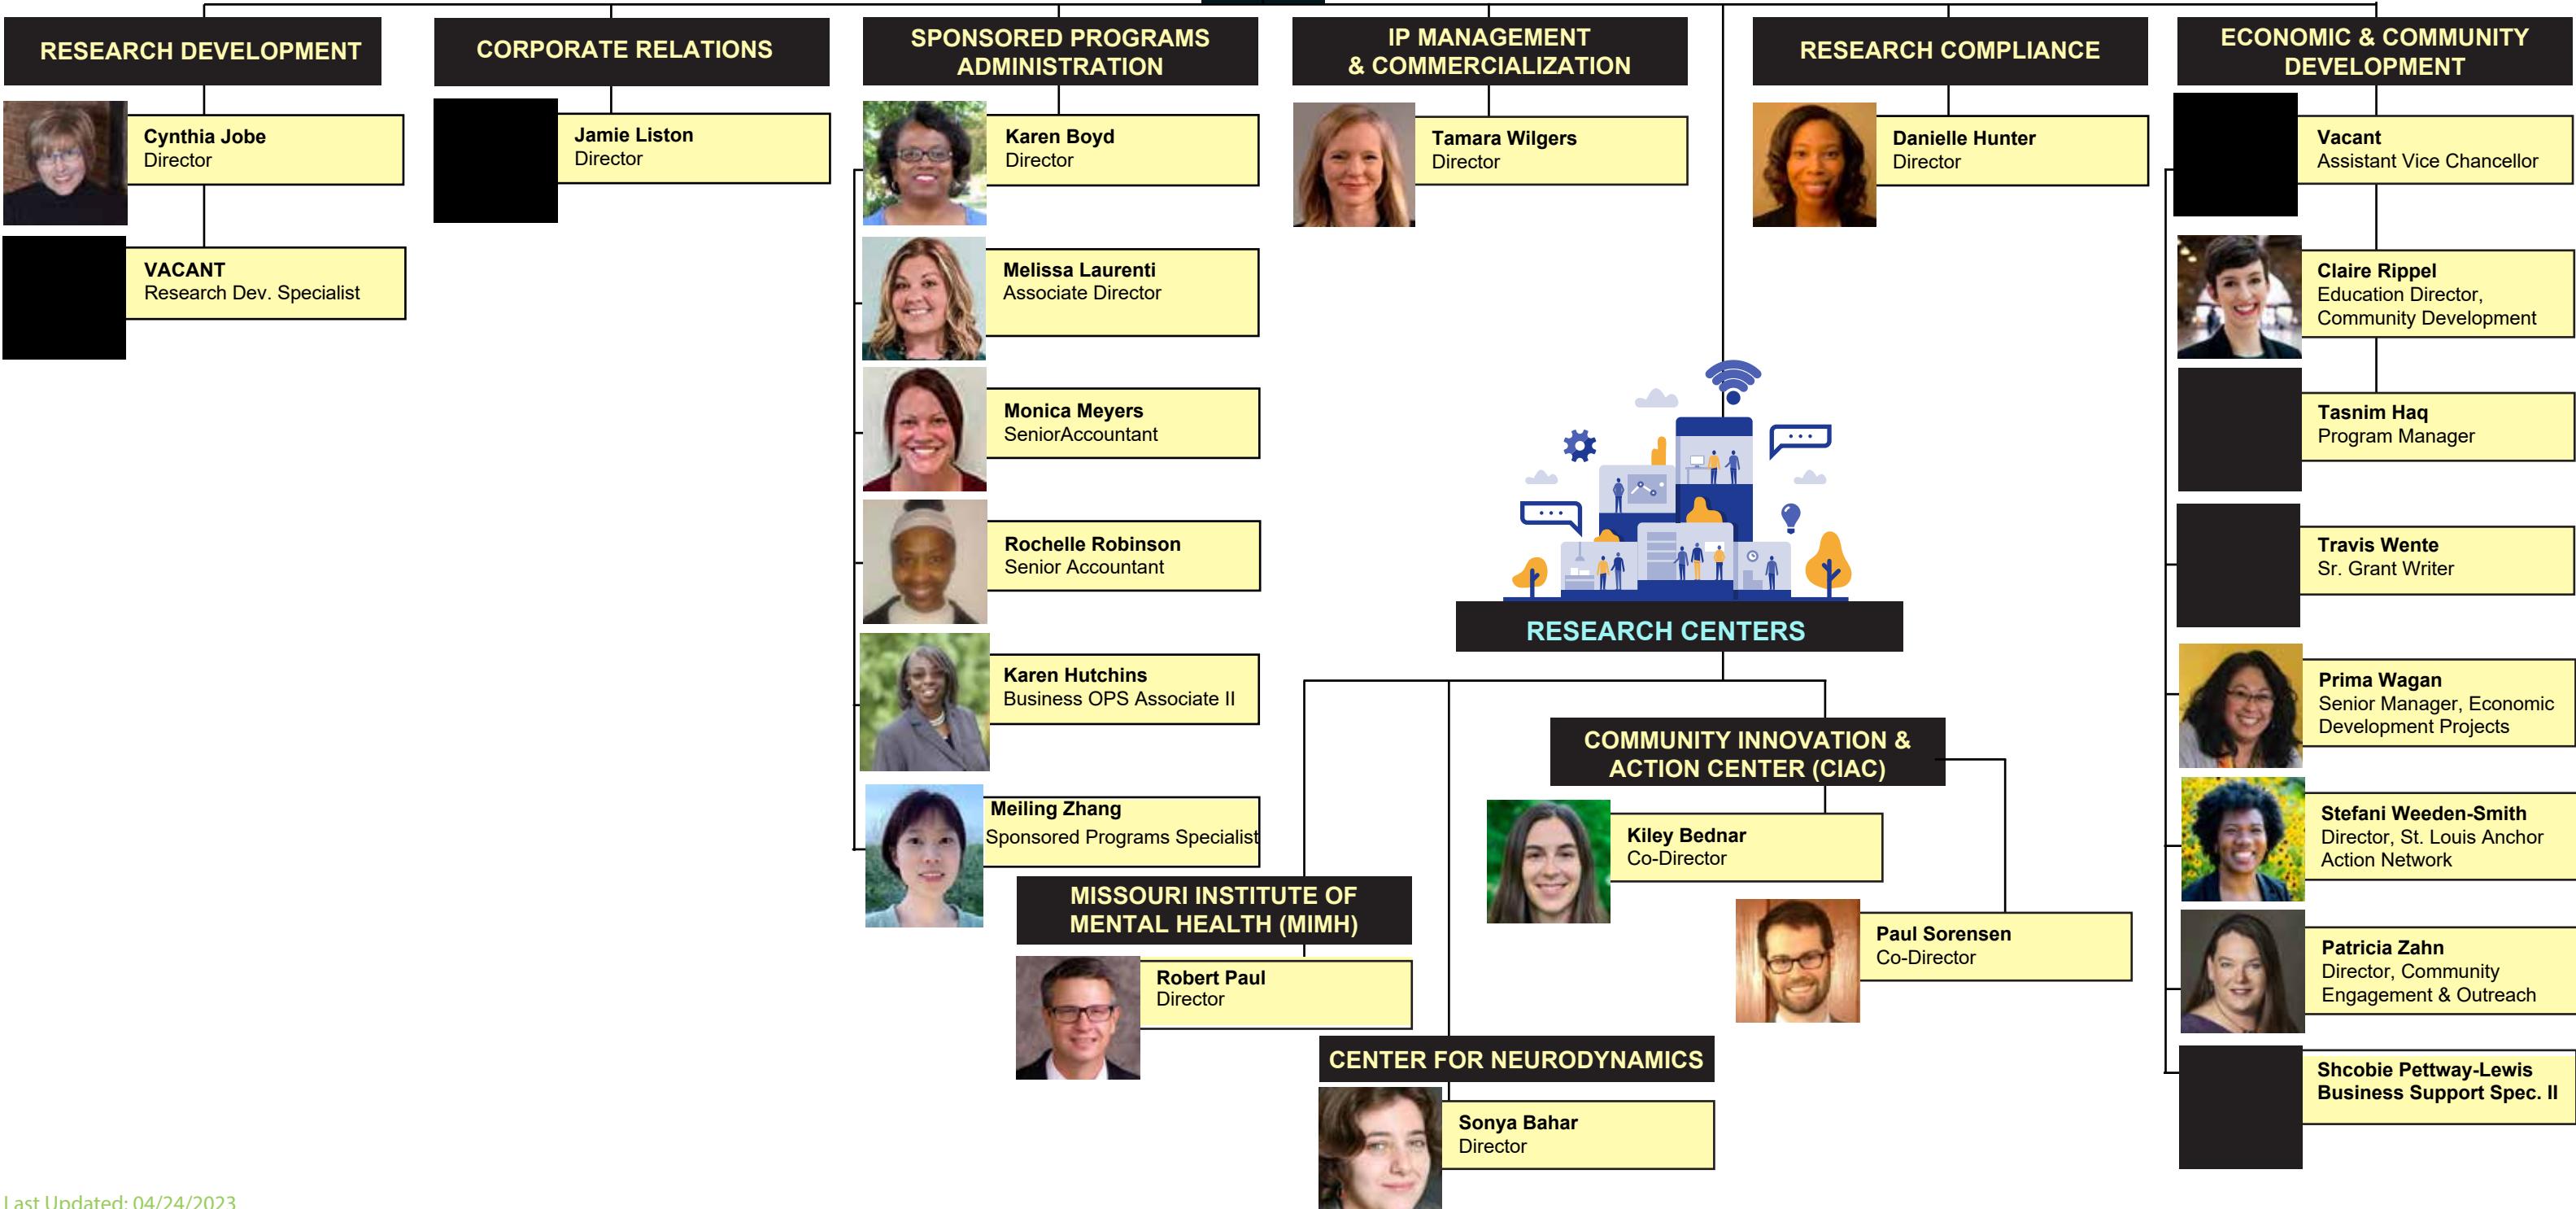 RESEARCH DEVELOPMENT
Cynthia Jobe
Director
VACANT
Research Dev. Specialist
CORPORATE RELATIONS
Jamie Liston
Director
SPONSORED PROGRAMS
ADMINISTRATION
Karen Boyd
Director
Melissa Laurenti
Associate Director
Monica Meyers
SeniorAccountant
Rochelle Robinson
Senior Accountant
Karen Hutchins
Business OPS Associate II
Meiling Zhang
Sponsored Programs Specialist
IP MANAGEMENT
& COMMERCIALIZATION
Tamara Wilgers
Director
RESEARCH CENTERS
MISSOURI INSTITUTE OF
MENTAL HEALTH (MIMH)
Robert Paul
Director
CENTER FOR NEURODYNAMICS
Sonya Bahar
Director
COMMUNITY INNOVATION &
ACTION CENTER (CIAC)
Kiley Bednar
Co-Director
Paul Sorensen
Co-Director
RESEARCH COMPLIANCE
Danielle Hunter
Director
ECONOMIC & COMMUNITY
DEVELOPMENT
Vacant
Assistant Vice Chancellor
Claire Rippel
Education Director,
Community Development
Tasnim Haq
Program Manager
Travis Wente
Sr. Grant Writer
Prima Wagan
Senior Manager, Economic
Development Projects
Stefani Weeden-Smith
Director, St. Louis Anchor
Action Network
Patricia Zahn
Director, Community
Engagement & Outreach
Shcobie Pettway-Lewis
Business Support Spec. II
Last Updated: 04/24/2023